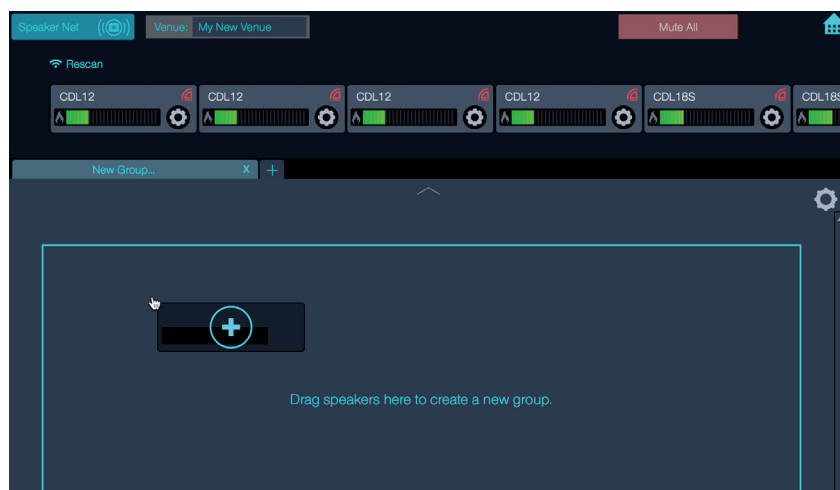 Speaker Net
Venue: My New Venue
Mute All
Rescan
CDL12 CDL12 CDL12 CDL12 CDL18S CDL18S
New Group... X +
Drag speakers here to create a new group.